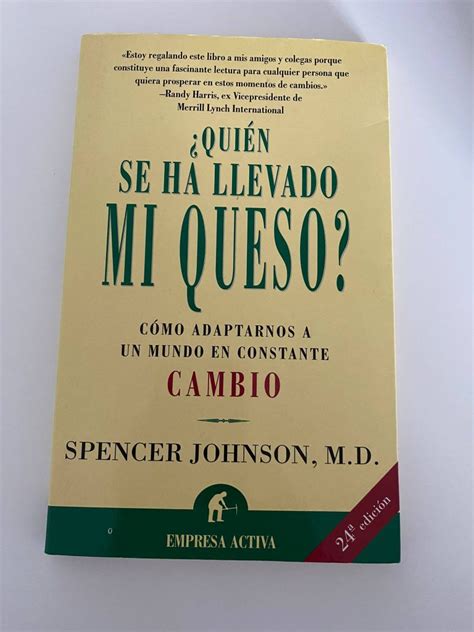 «Estoy regalando este libro a mis amigos y colegas porque
constituye una fascinante lectura para cualquier persona que
quiera prosperar en estos momentos de cambios.»
—Randy Harris, ex Vicepresidente de
Merrill Lynch International
¿QUIÉN
SE HA LLEVADO
MI QUESO?
CÓMO ADAPTARNOS A
UN MUNDO EN CONSTANTE
CAMBIO
SPENCER JOHNSON, M.D.
24ª edición
EMPRESA ACTIVA